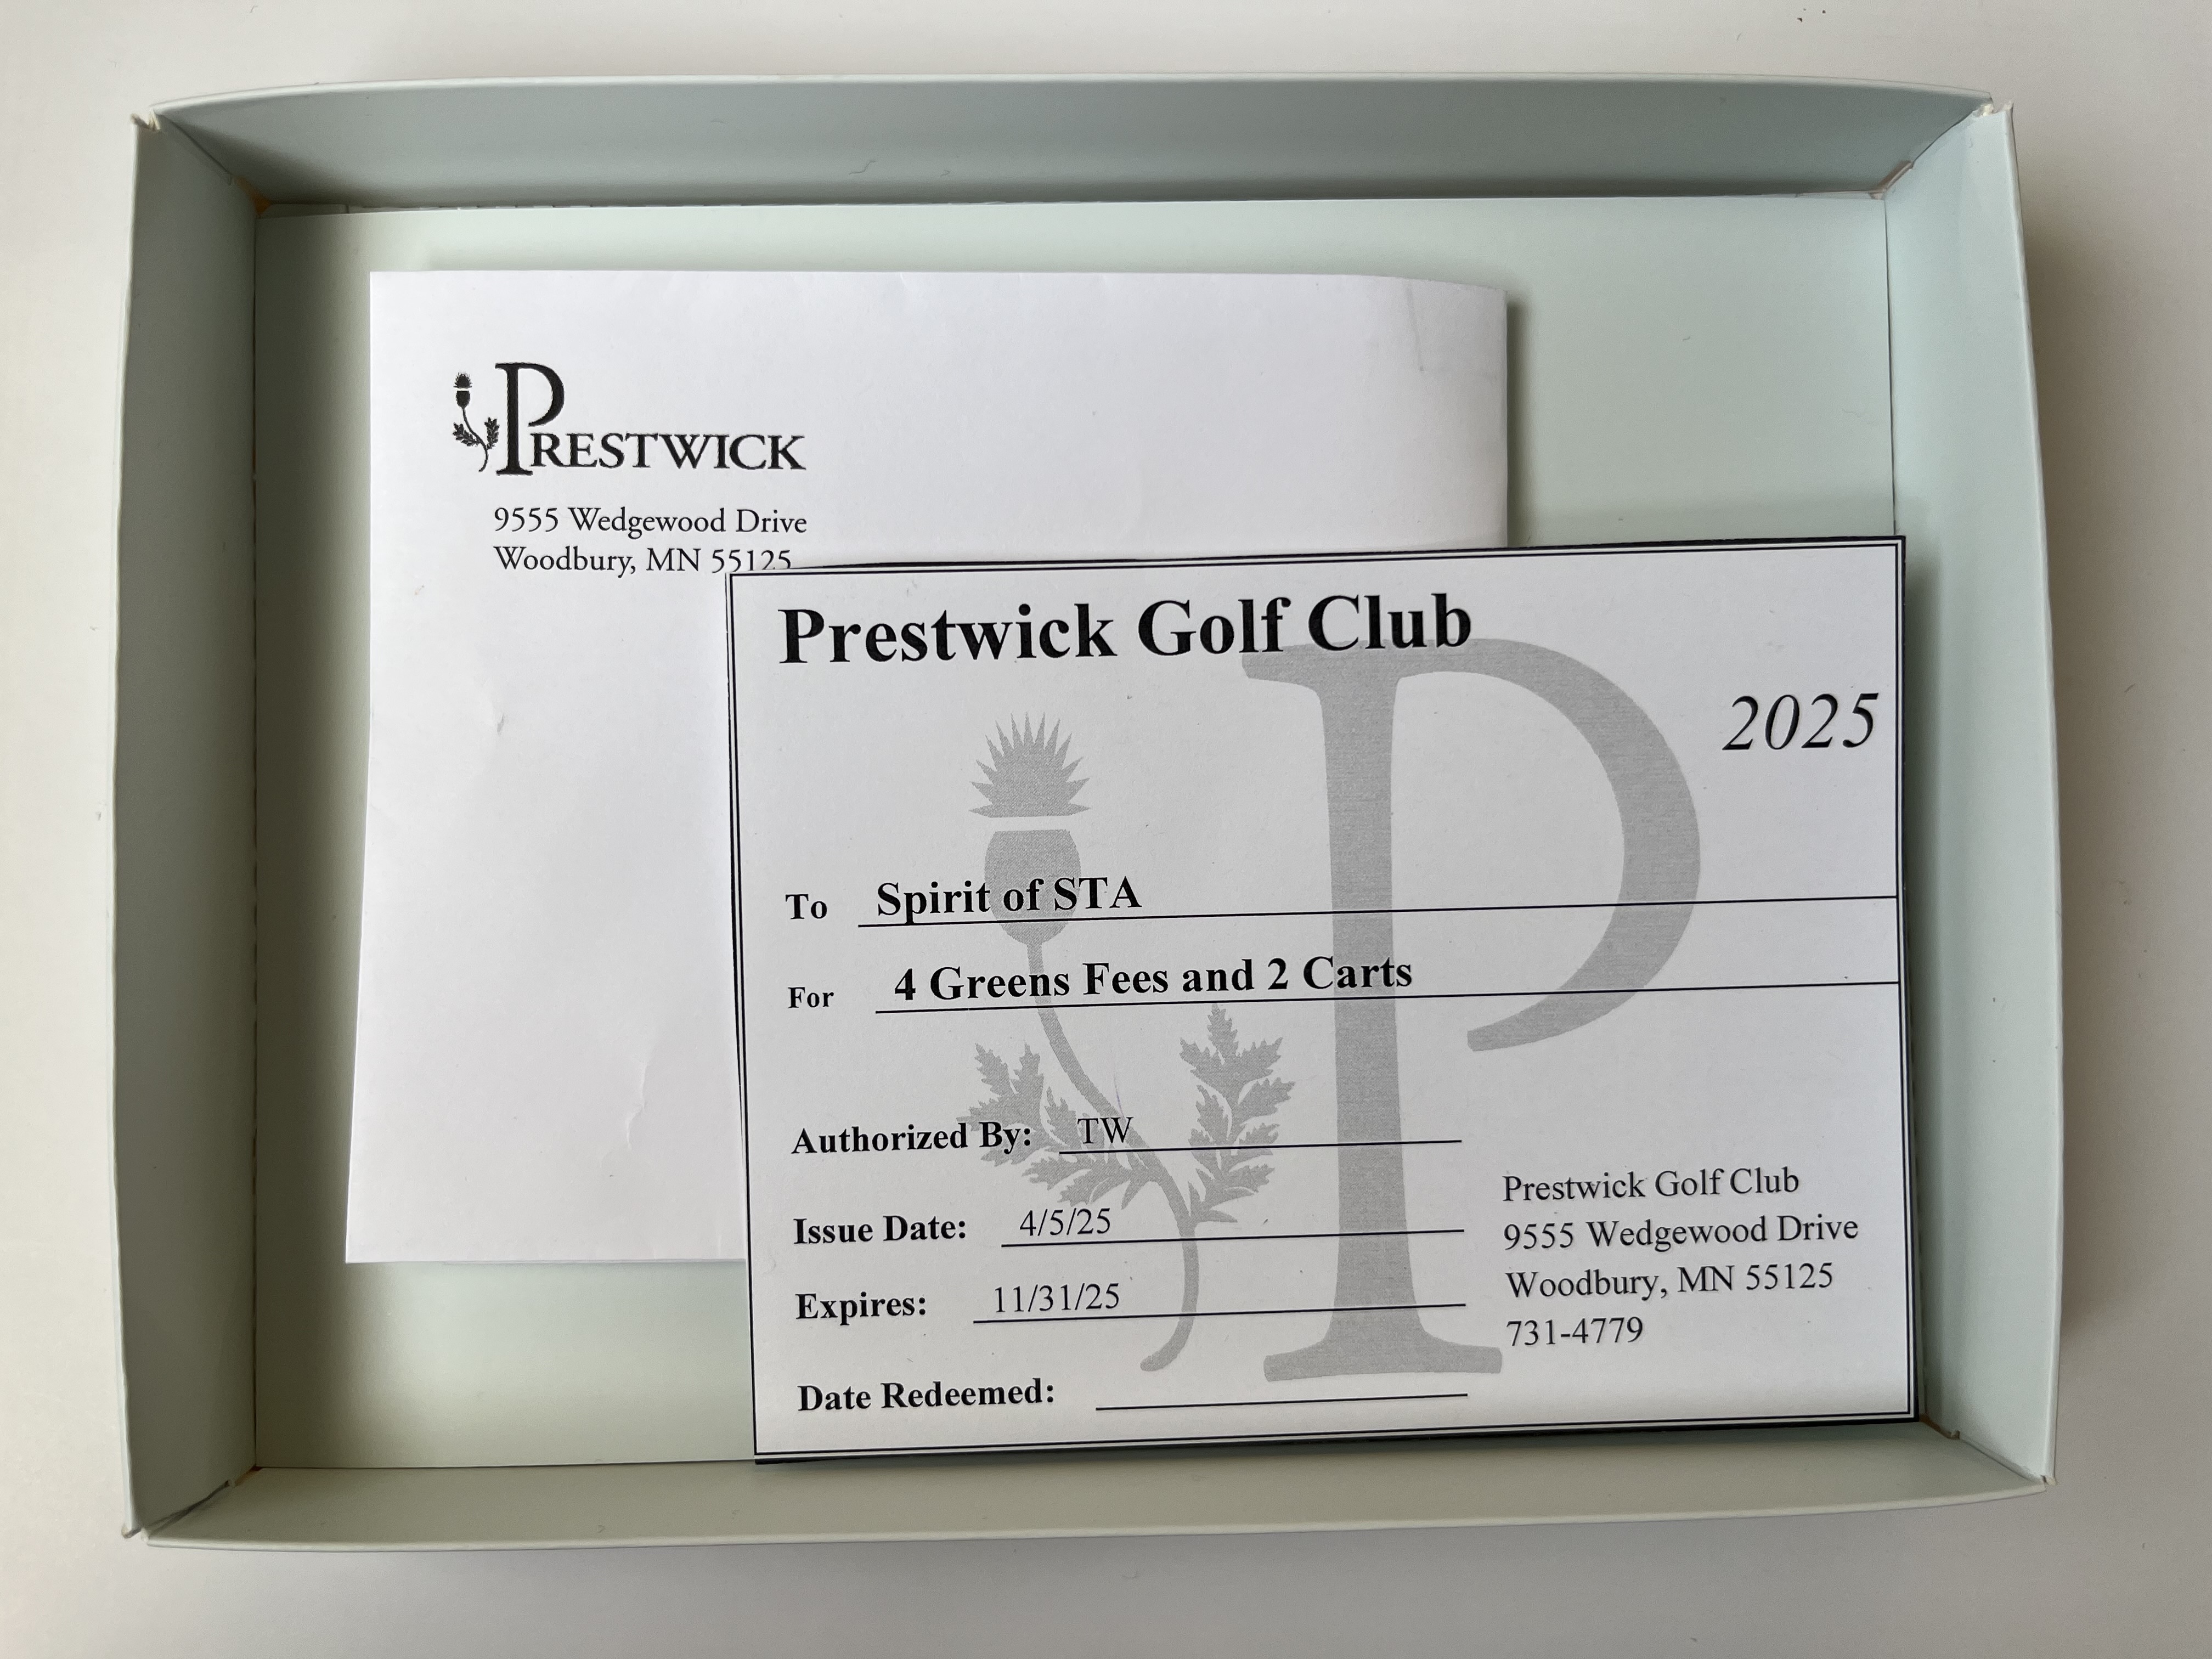 PRESTWICK
9555 Wedgewood Drive
Woodbury, MN 55125
Prestwick Golf Club
2025
To Spirit of STA
For 4 Greens Fees and 2 Carts
Authorized By: TW
Issue Date: 4/5/25
Expires: 11/31/25
Date Redeemed:
Prestwick Golf Club
9555 Wedgewood Drive
Woodbury, MN 55125
731-4779